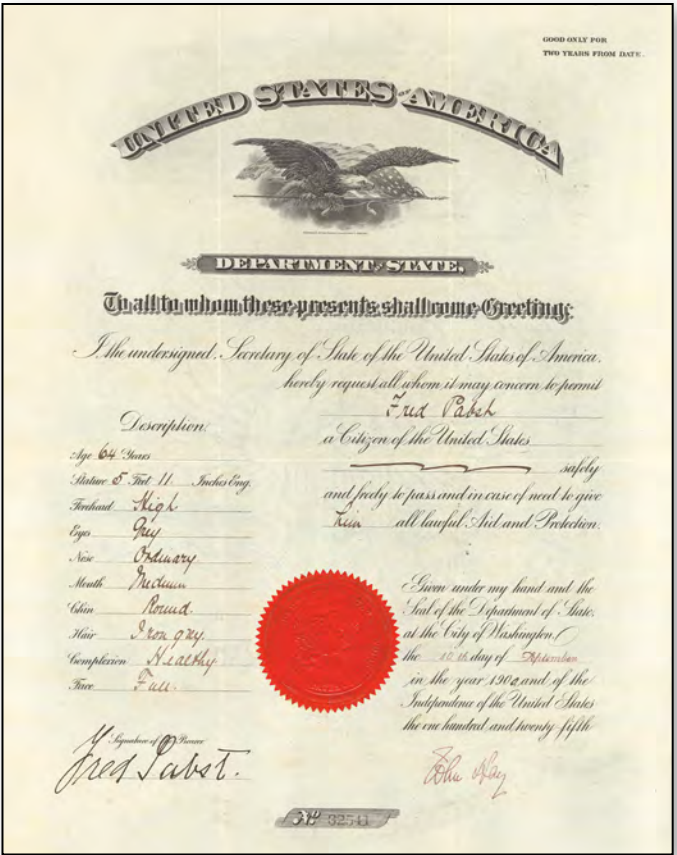 GOOD ONLY FOR
TWO YEARS FROM DATE.
UNITED STATES OF AMERICA
DEPARTMENT OF STATE.
To all to whom these presents shall come Greeting:
I the undersigned, Secretary of State of the United States of America,
hereby request all whom it may concern to permit
Fred Pabst
a Citizen of the United States
safely
and freely to pass and in case of need to give
him all lawful Aid and Protection.
Description
Age 64 Years
Stature 5 Feet 11 Inches Eng.
Forehead High
Eyes Grey
Nose Ordinary
Mouth Medium
Chin Round
Hair Iron grey.
Complexion Healthy
Face Full.
Given under my hand and the
Seal of the Department of State,
at the City of Washington,
the 10th day of September
in the year 1900, and of the
Independence of the United States
the one hundred and twenty-fifth
Signature of the Bearer
Fred Pabst.
John Hay
No 32541